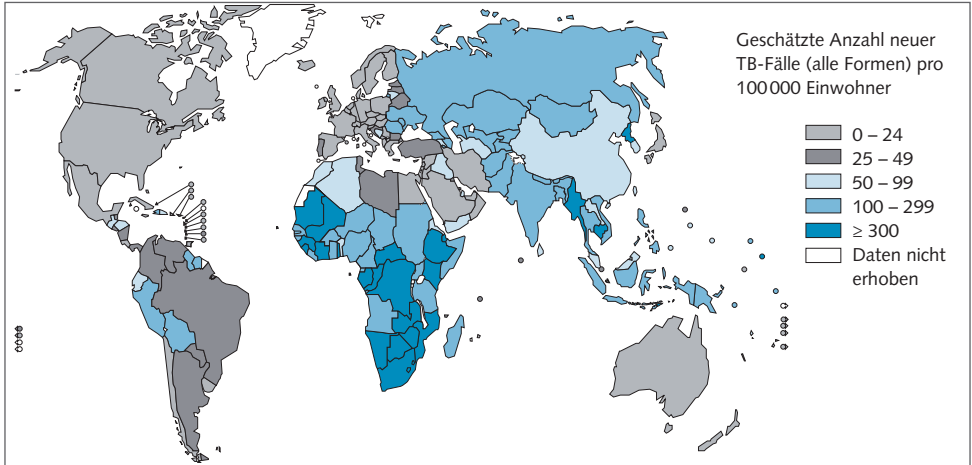 Geschätzte Anzahl neuer
TB-Fälle (alle Formen) pro
100 000 Einwohner
0 – 24
25 – 49
50 – 99
100 – 299
≥ 300
Daten nicht
erhoben